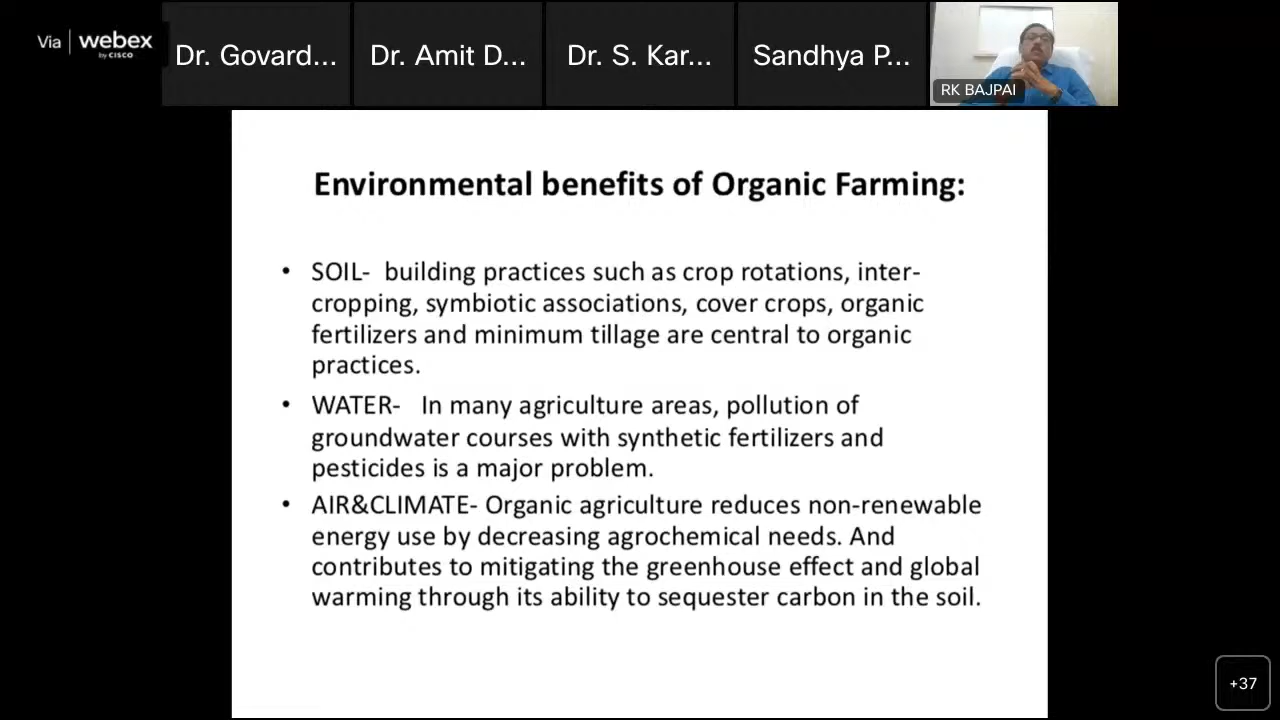 Via webex
by CISCO
Dr. Govard...
Dr. Amit D...
Dr. S. Kar...
Sandhya P...
RK BAJPAI
Environmental benefits of Organic Farming:
• SOIL- building practices such as crop rotations, inter-
cropping, symbiotic associations, cover crops, organic
fertilizers and minimum tillage are central to organic
practices.
• WATER- In many agriculture areas, pollution of
groundwater courses with synthetic fertilizers and
pesticides is a major problem.
• AIR&CLIMATE- Organic agriculture reduces non-renewable
energy use by decreasing agrochemical needs. And
contributes to mitigating the greenhouse effect and global
warming through its ability to sequester carbon in the soil.
+37